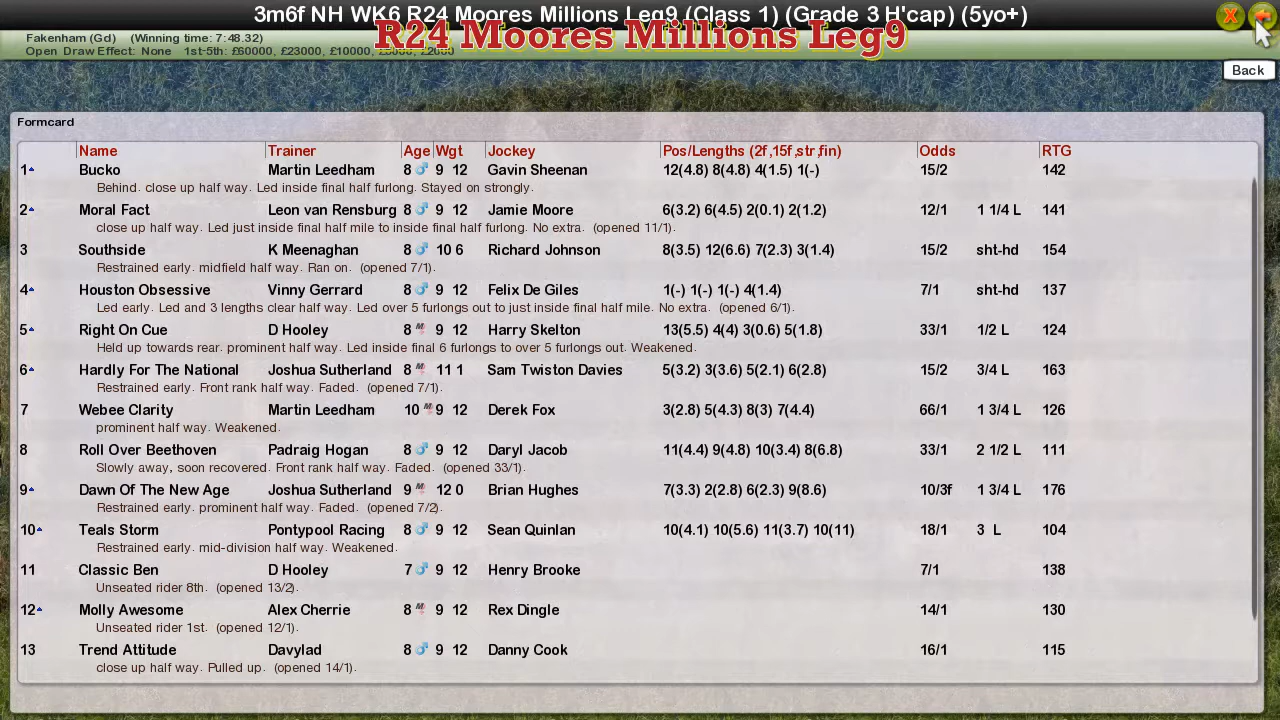 3m6f NH WK6 R24 Moores Millions Leg9 (Class 1) (Grade 3 H'cap) (5yo+)
R24 Moores Millions Leg9
Fakenham (Gd) (Winning time: 7:48.32)
Open Draw Effect: None 1st-5th: £60000, £23000, £10000, £5000, £2000
Back
Formcard
Name Trainer Age Wgt Jockey Pos/Lengths (2f,15f,str,fin) Odds RTG
1 Bucko Martin Leedham 8 9 12 Gavin Sheenan 12(4.8) 8(4.8) 4(1.5) 1(-) 15/2 142
Behind. close up half way. Led inside final half furlong. Stayed on strongly.
2 Moral Fact Leon van Rensburg 8 9 12 Jamie Moore 6(3.2) 6(4.5) 2(0.1) 2(1.2) 12/1 1 1/4 L 141
close up half way. Led just inside final half mile to inside final half furlong. No extra. (opened 11/1).
3 Southside K Meenaghan 8 10 6 Richard Johnson 8(3.5) 12(6.6) 7(2.3) 3(1.4) 15/2 sht-hd 154
Restrained early. midfield half way. Ran on. (opened 7/1).
4 Houston Obsessive Vinny Gerrard 8 9 12 Felix De Giles 1(-) 1(-) 1(-) 4(1.4) 7/1 sht-hd 137
Led early. Led and 3 lengths clear half way. Led over 5 furlongs out to just inside final half mile. No extra. (opened 6/1).
5 Right On Cue D Hooley 8 9 12 Harry Skelton 13(5.5) 4(4) 3(0.6) 5(1.8) 33/1 1/2 L 124
Held up towards rear. prominent half way. Led inside final 6 furlongs to over 5 furlongs out. Weakened.
6 Hardly For The National Joshua Sutherland 8 11 1 Sam Twiston Davies 5(3.2) 3(3.6) 5(2.1) 6(2.8) 15/2 3/4 L 163
Restrained early. Front rank half way. Faded. (opened 7/1).
7 Webee Clarity Martin Leedham 10 9 12 Derek Fox 3(2.8) 5(4.3) 8(3) 7(4.4) 66/1 1 3/4 L 126
prominent half way. Weakened.
8 Roll Over Beethoven Padraig Hogan 8 9 12 Daryl Jacob 11(4.4) 9(4.8) 10(3.4) 8(6.8) 33/1 2 1/2 L 111
Slowly away, soon recovered. Front rank half way. Faded. (opened 33/1).
9 Dawn Of The New Age Joshua Sutherland 9 12 0 Brian Hughes 7(3.3) 2(2.8) 6(2.3) 9(8.6) 10/3f 1 3/4 L 176
Restrained early. prominent half way. Faded. (opened 7/2).
10 Teals Storm Pontypool Racing 8 9 12 Sean Quinlan 10(4.1) 10(5.6) 11(3.7) 10(11) 18/1 3 L 104
Restrained early. mid-division half way. Weakened.
11 Classic Ben D Hooley 7 9 12 Henry Brooke 7/1 138
Unseated rider 8th. (opened 13/2).
12 Molly Awesome Alex Cherrie 8 9 12 Rex Dingle 14/1 130
Unseated rider 1st. (opened 12/1).
13 Trend Attitude Davylad 8 9 12 Danny Cook 16/1 115
close up half way. Pulled up. (opened 14/1).